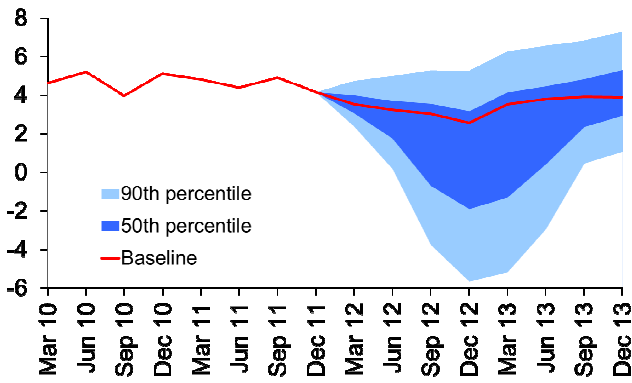 8
6
4
2
0
-2
-4
-6
90th percentile
50th percentile
Baseline
Mar 10
Jun 10
Sep 10
Dec 10
Mar 11
Jun 11
Sep 11
Dec 11
Mar 12
Jun 12
Sep 12
Dec 12
Mar 13
Jun 13
Sep 13
Dec 13